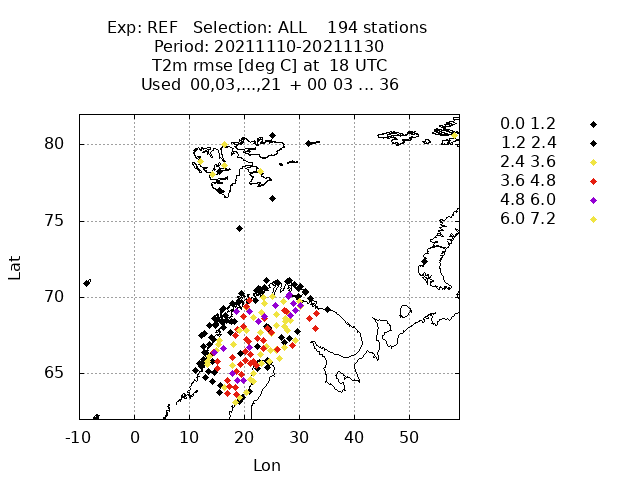 Exp: REF Selection: ALL 194 stations
Period: 20211110-20211130
T2m rmse [deg C] at 18 UTC
Used 00,03,...,21 + 00 03 ... 36
80
75
70
65
Lat
-10 0 10 20 30 40 50
Lon
0.0 1.2
1.2 2.4
2.4 3.6
3.6 4.8
4.8 6.0
6.0 7.2